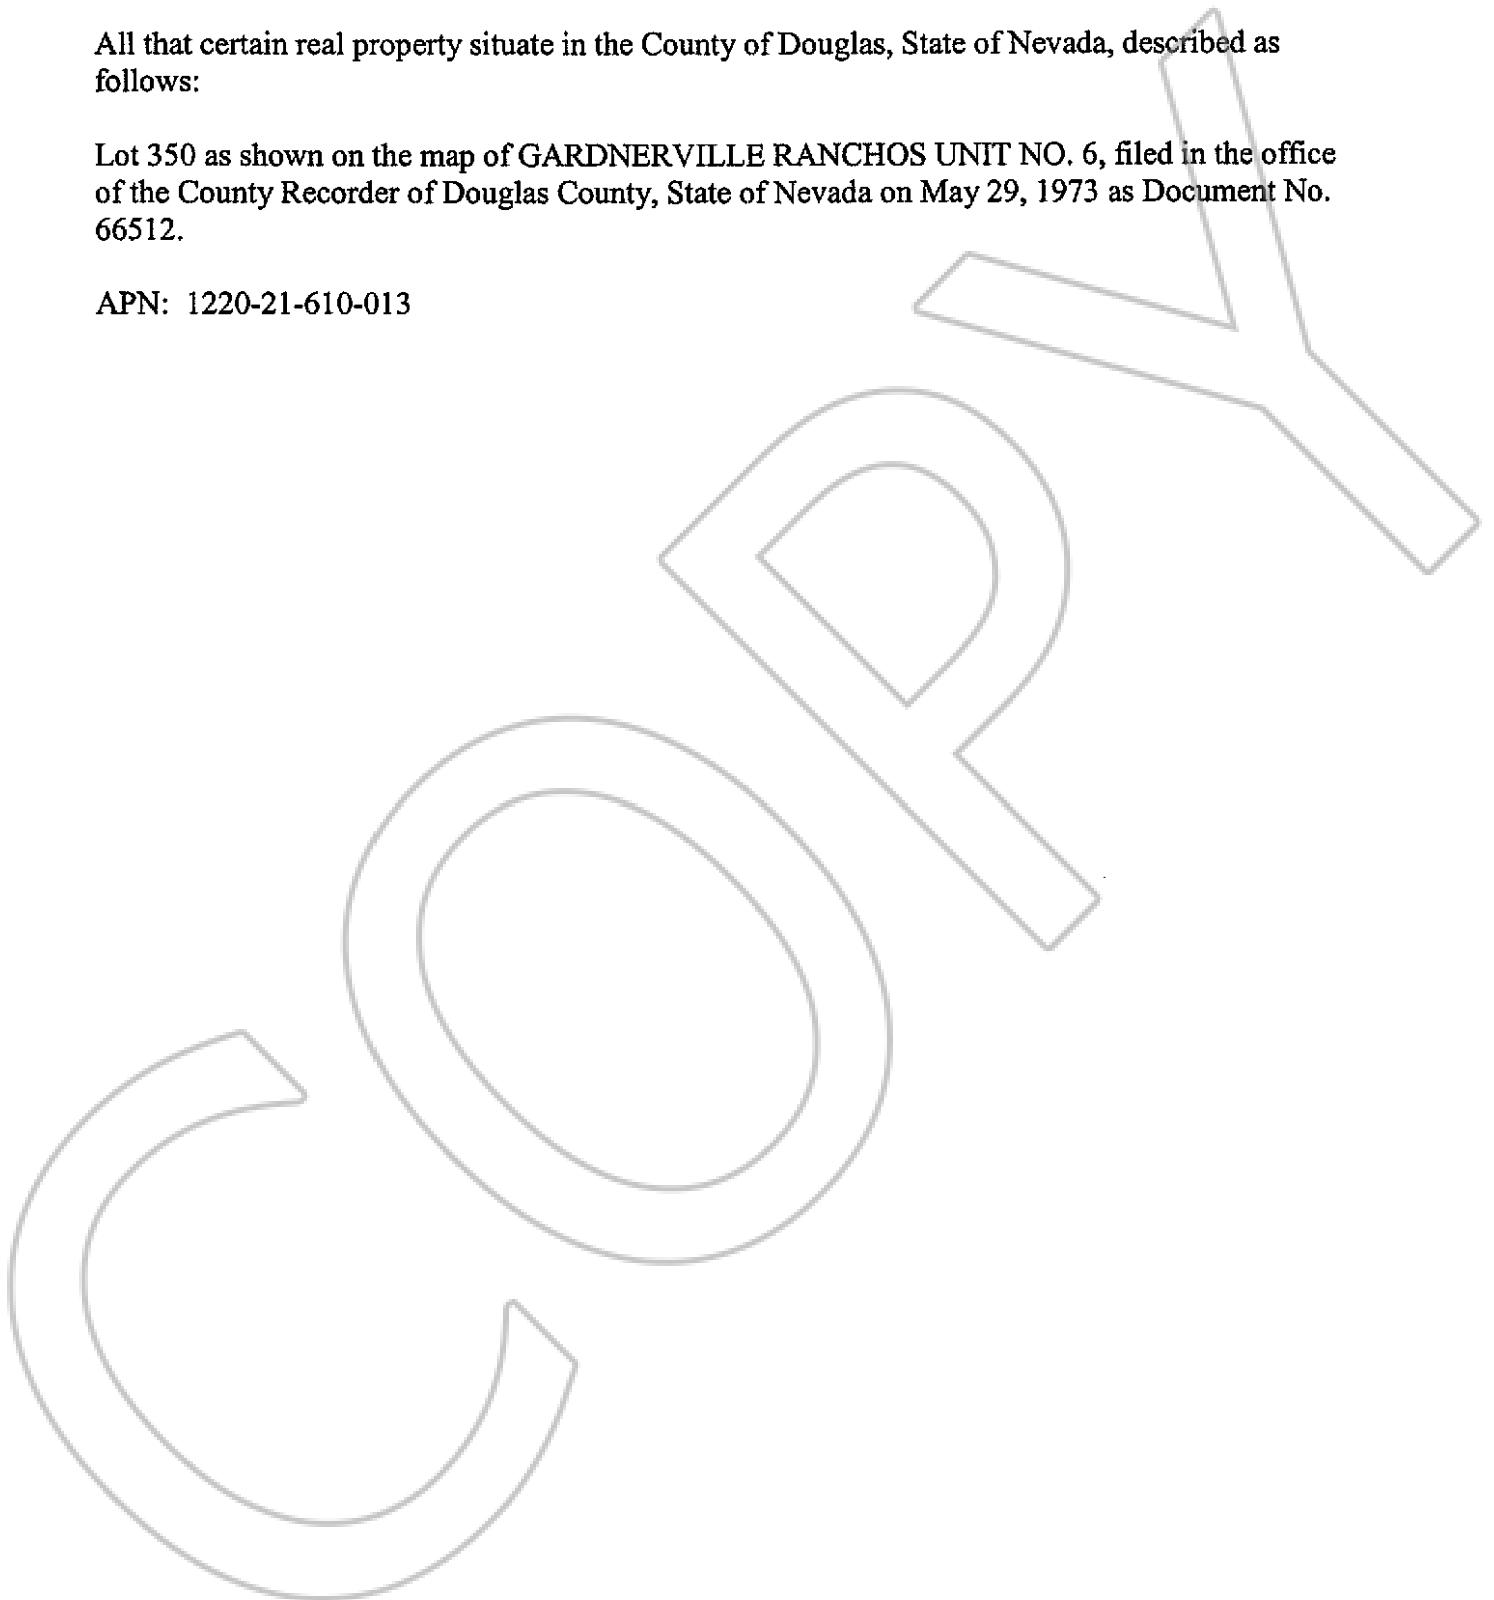 All that certain real property situate in the County of Douglas, State of Nevada, described as
follows:
Lot 350 as shown on the map of GARDNERVILLE RANCHOS UNIT NO. 6, filed in the office
of the County Recorder of Douglas County, State of Nevada on May 29, 1973 as Document No.
66512.
APN: 1220-21-610-013
COPY